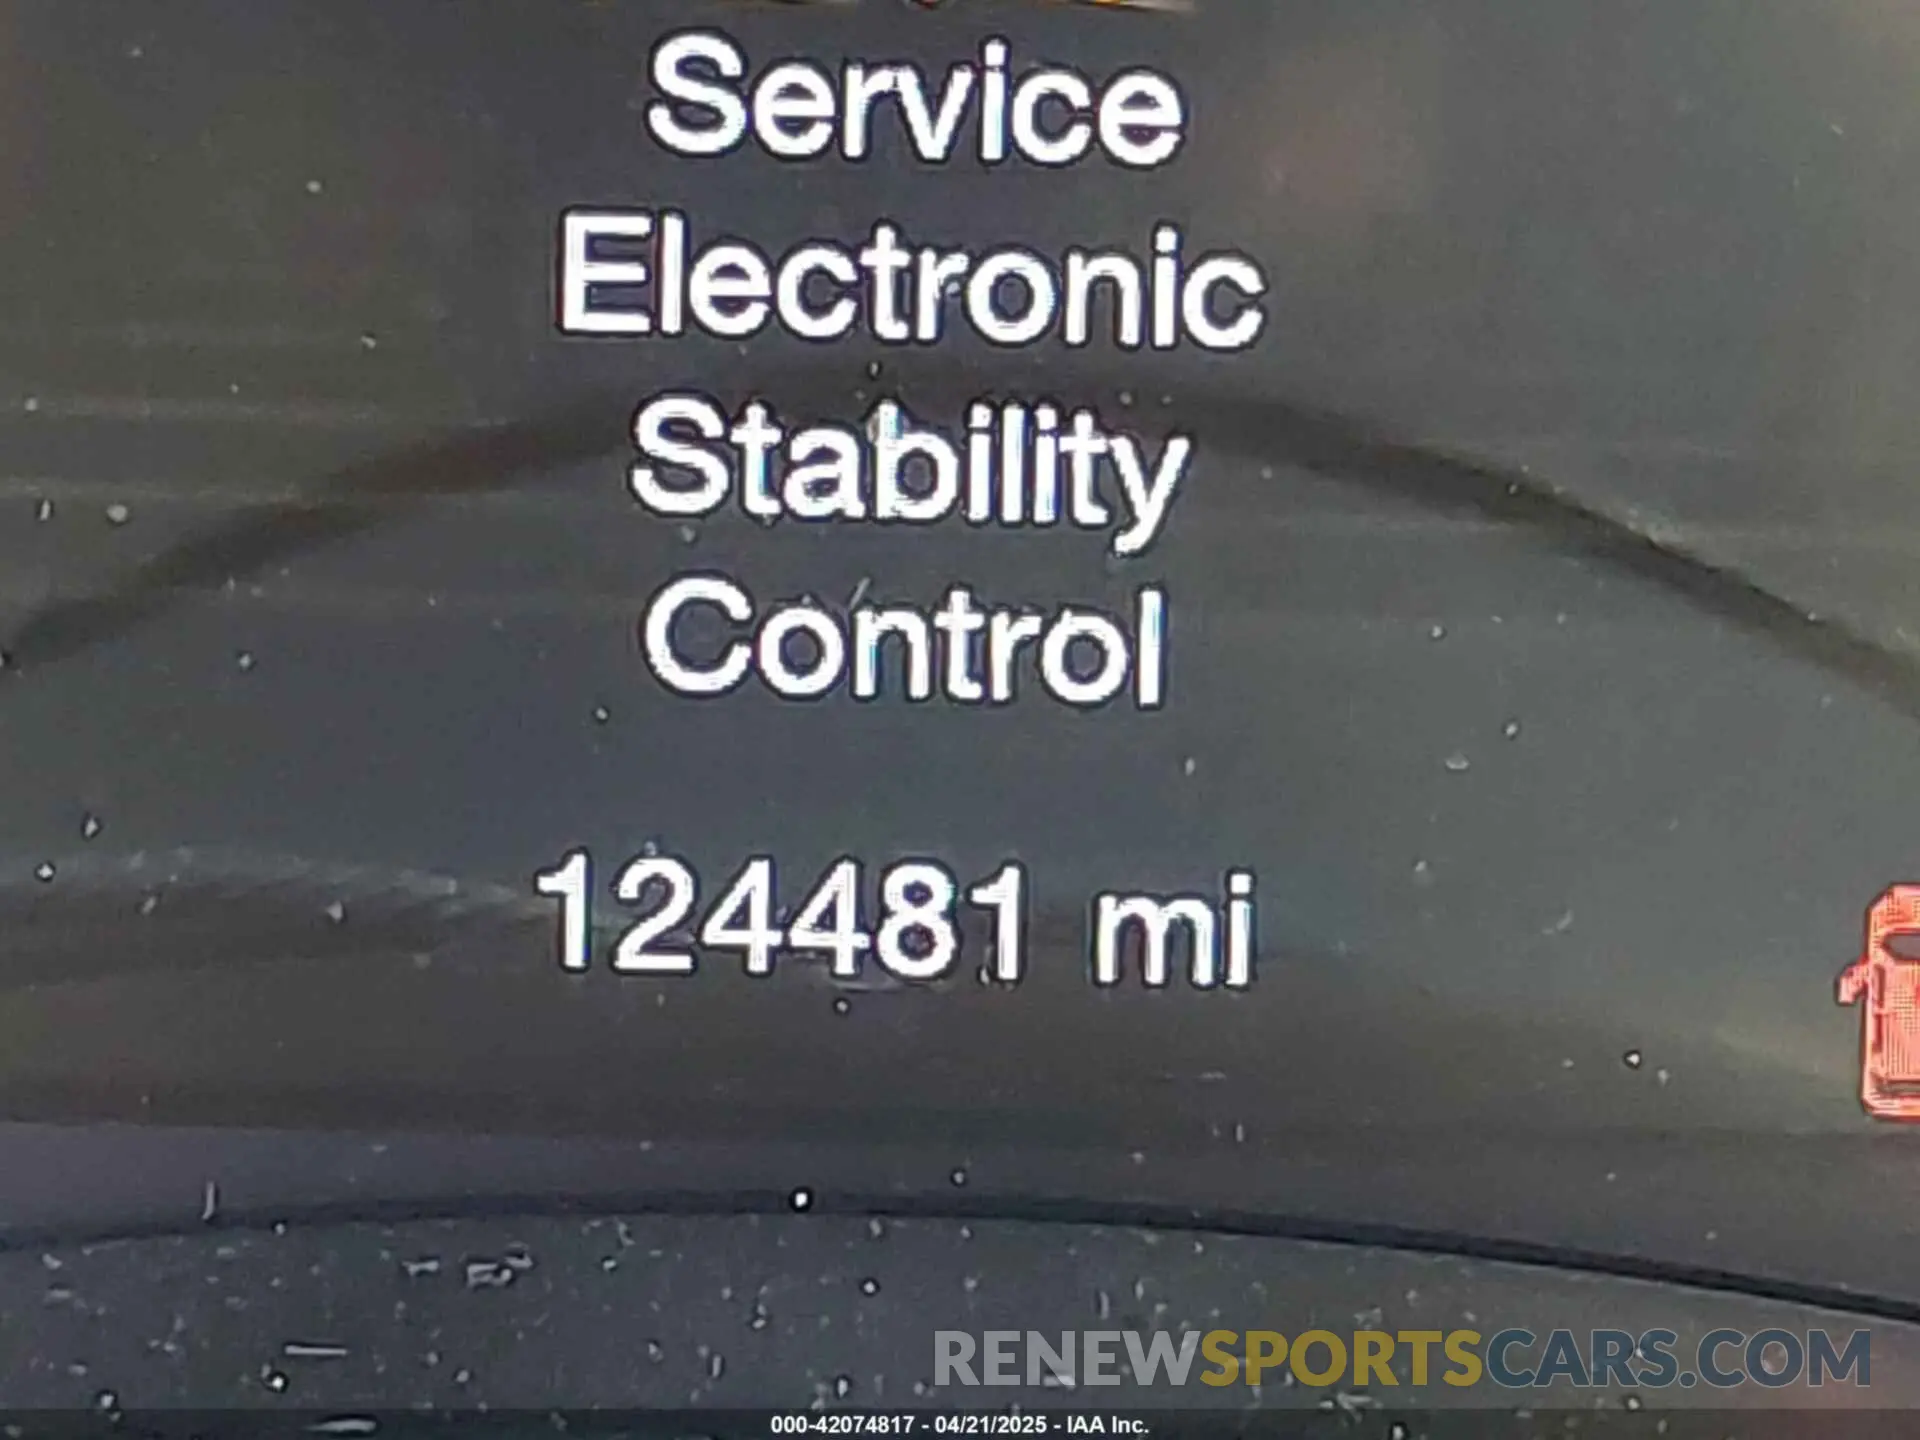 Service
Electronic
Stability
Control
124481 mi
RENEWSPORTSCARS.COM
000-42074817 - 04/21/2025 - IAA Inc.